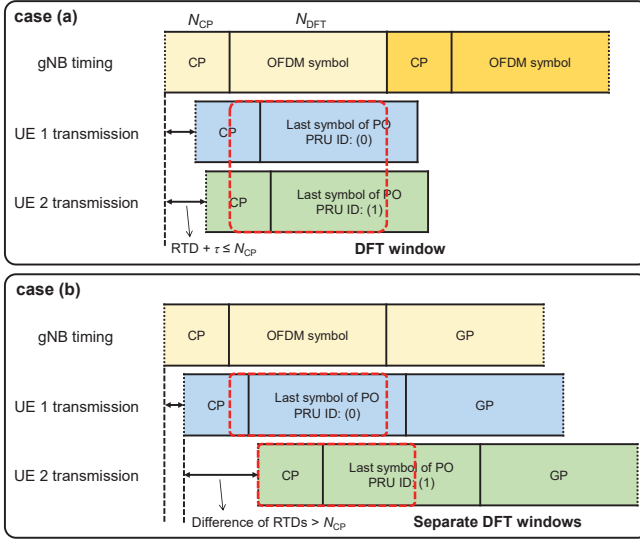 case (a)
N_CP N_DFT
gNB timing CP OFDM symbol CP OFDM symbol
UE 1 transmission CP Last symbol of PO
PRU ID: (0)
UE 2 transmission CP Last symbol of PO
PRU ID: (1)
RTD + τ ≤ N_CP DFT window
case (b)
gNB timing CP OFDM symbol GP
UE 1 transmission CP Last symbol of PO
PRU ID: (0) GP
UE 2 transmission CP Last symbol of PO
PRU ID: (1) GP
Difference of RTDs > N_CP Separate DFT windows